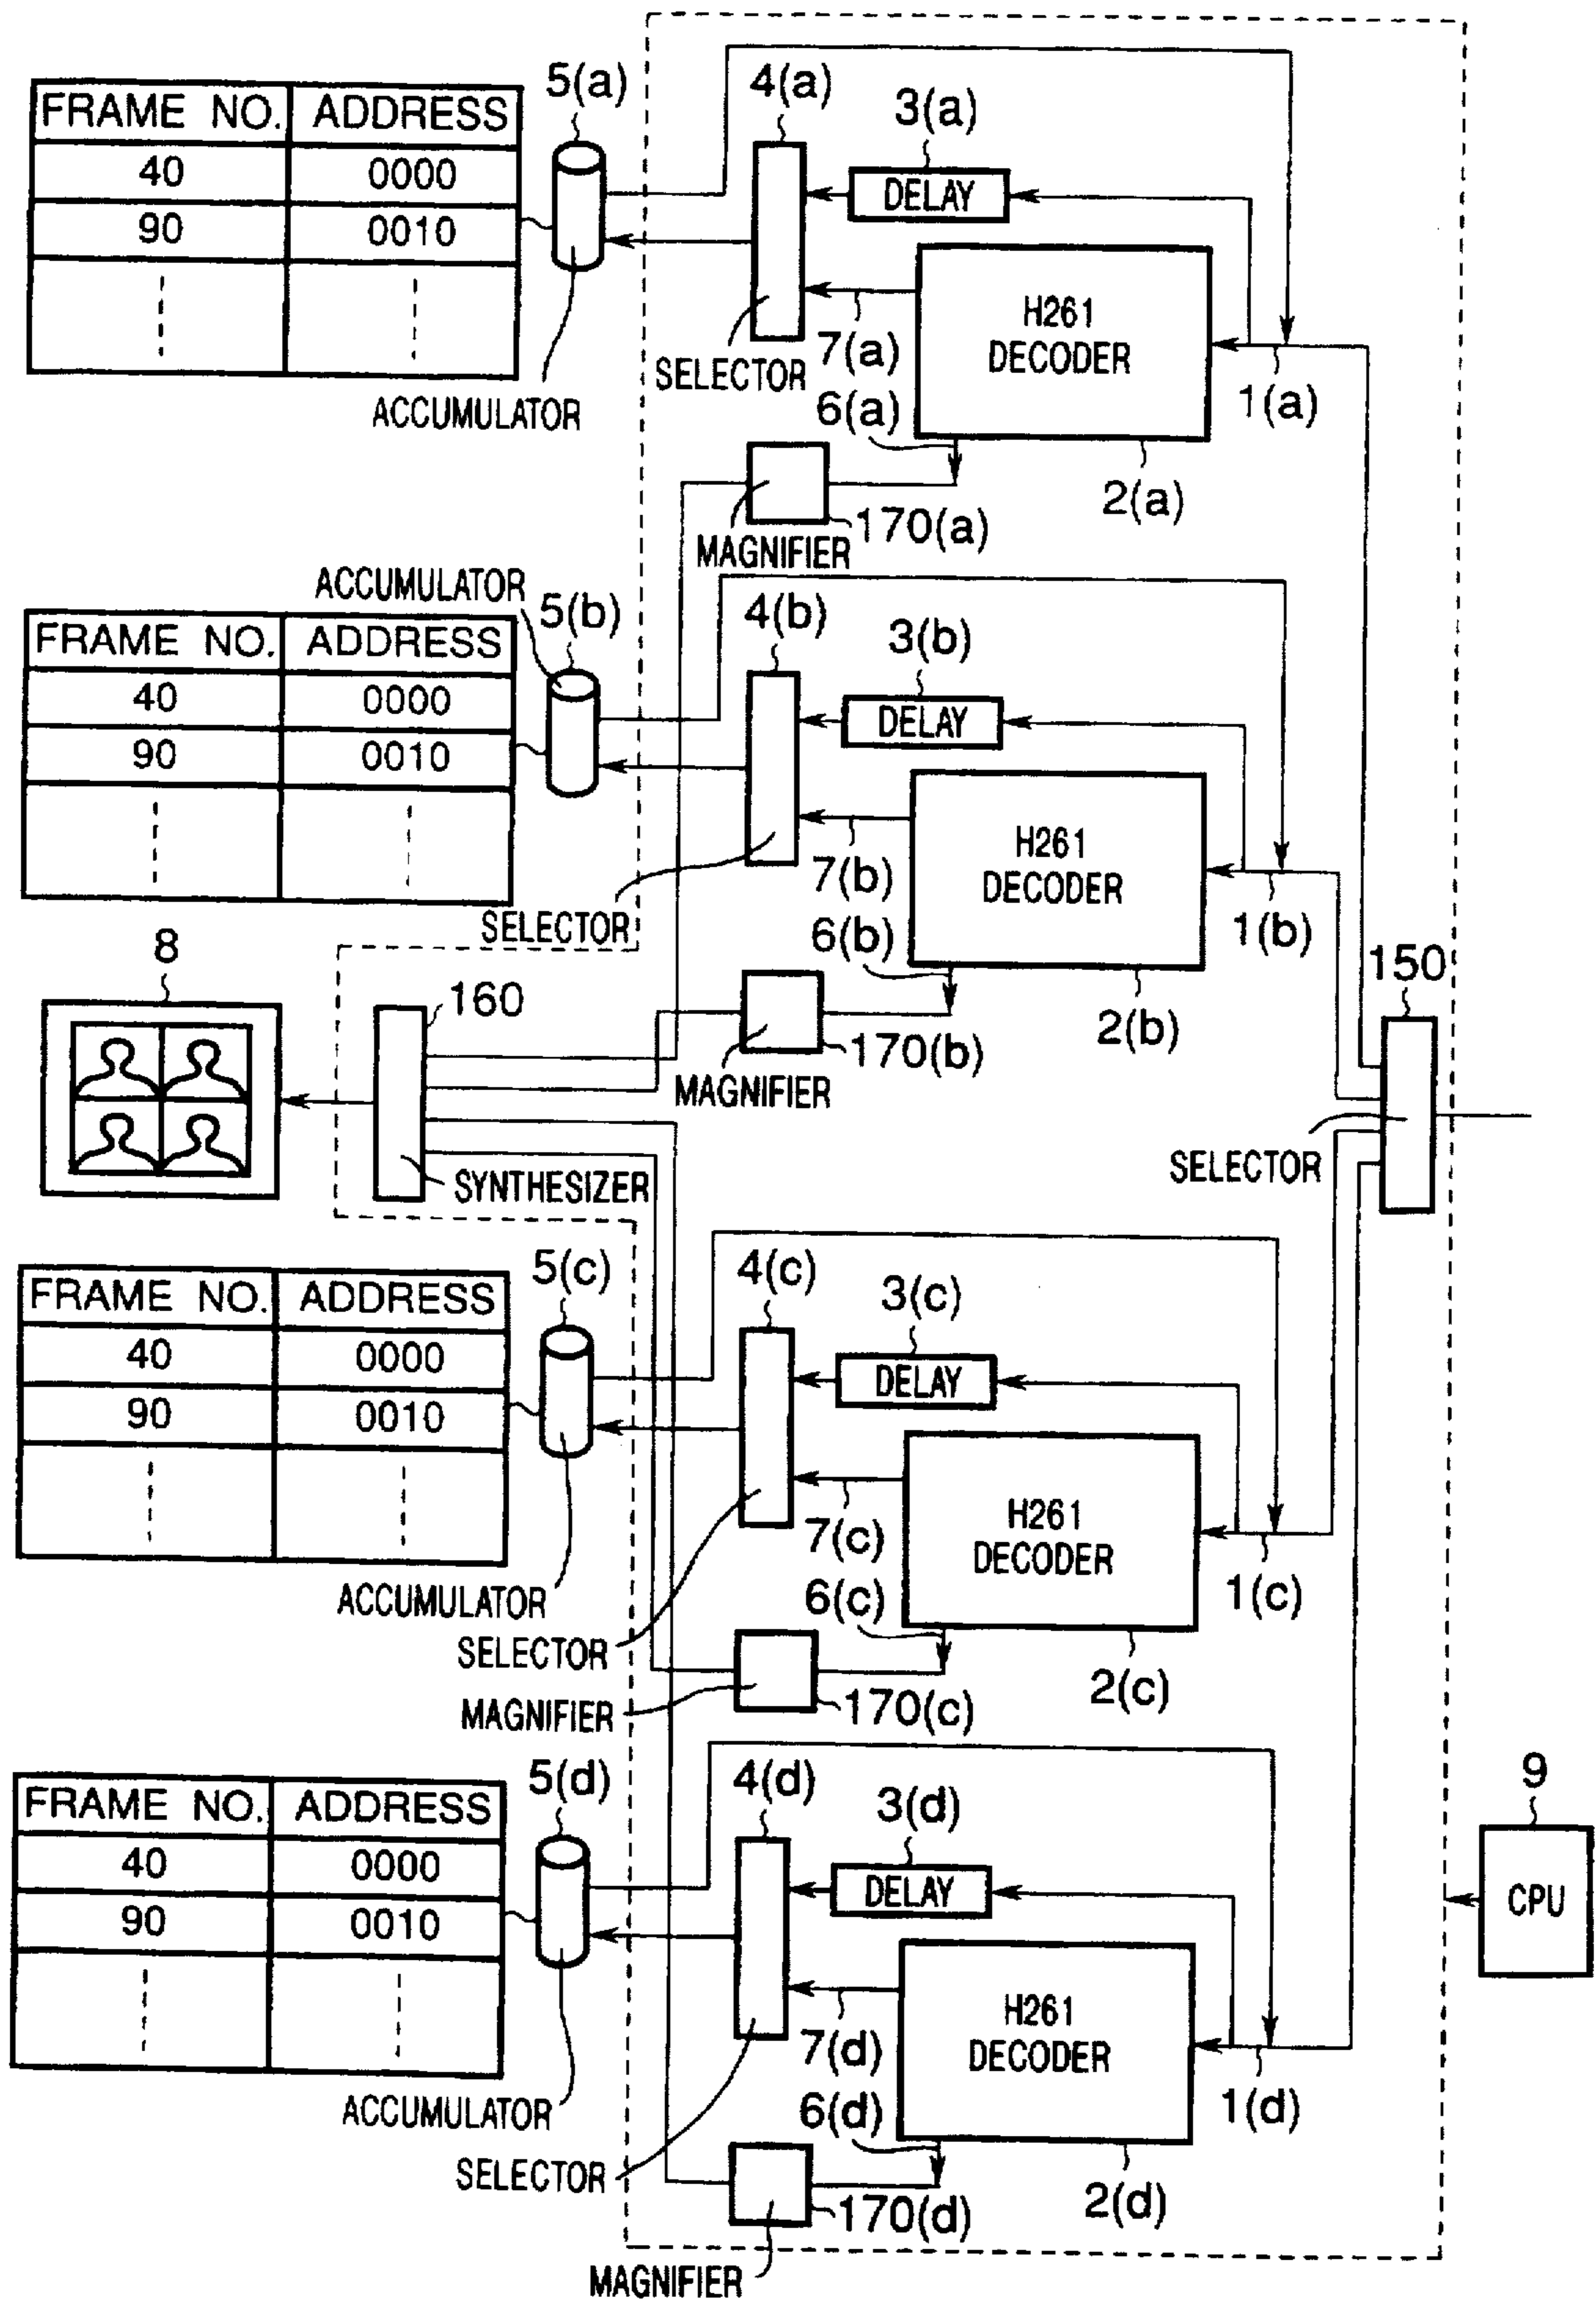 5(a)
4(a)
3(a)
FRAME NO. ADDRESS
40 0000
90 0010
DELAY
H261
DECODER
7(a)
SELECTOR
6(a)
1(a)
ACCUMULATOR
2(a)
170(a)
MAGNIFIER
ACCUMULATOR
5(b)
4(b)
3(b)
FRAME NO. ADDRESS
40 0000
90 0010
DELAY
H261
DECODER
7(b)
SELECTOR
6(b)
1(b)
150
8
160
2(b)
170(b)
MAGNIFIER
SELECTOR
SYNTHESIZER
5(c)
4(c)
3(c)
FRAME NO. ADDRESS
40 0000
90 0010
DELAY
H261
DECODER
7(c)
6(c)
1(c)
ACCUMULATOR
SELECTOR
2(c)
MAGNIFIER
170(c)
5(d)
4(d)
3(d)
9
FRAME NO. ADDRESS
40 0000
90 0010
DELAY
CPU
H261
DECODER
7(d)
6(d)
1(d)
ACCUMULATOR
SELECTOR
2(d)
170(d)
MAGNIFIER